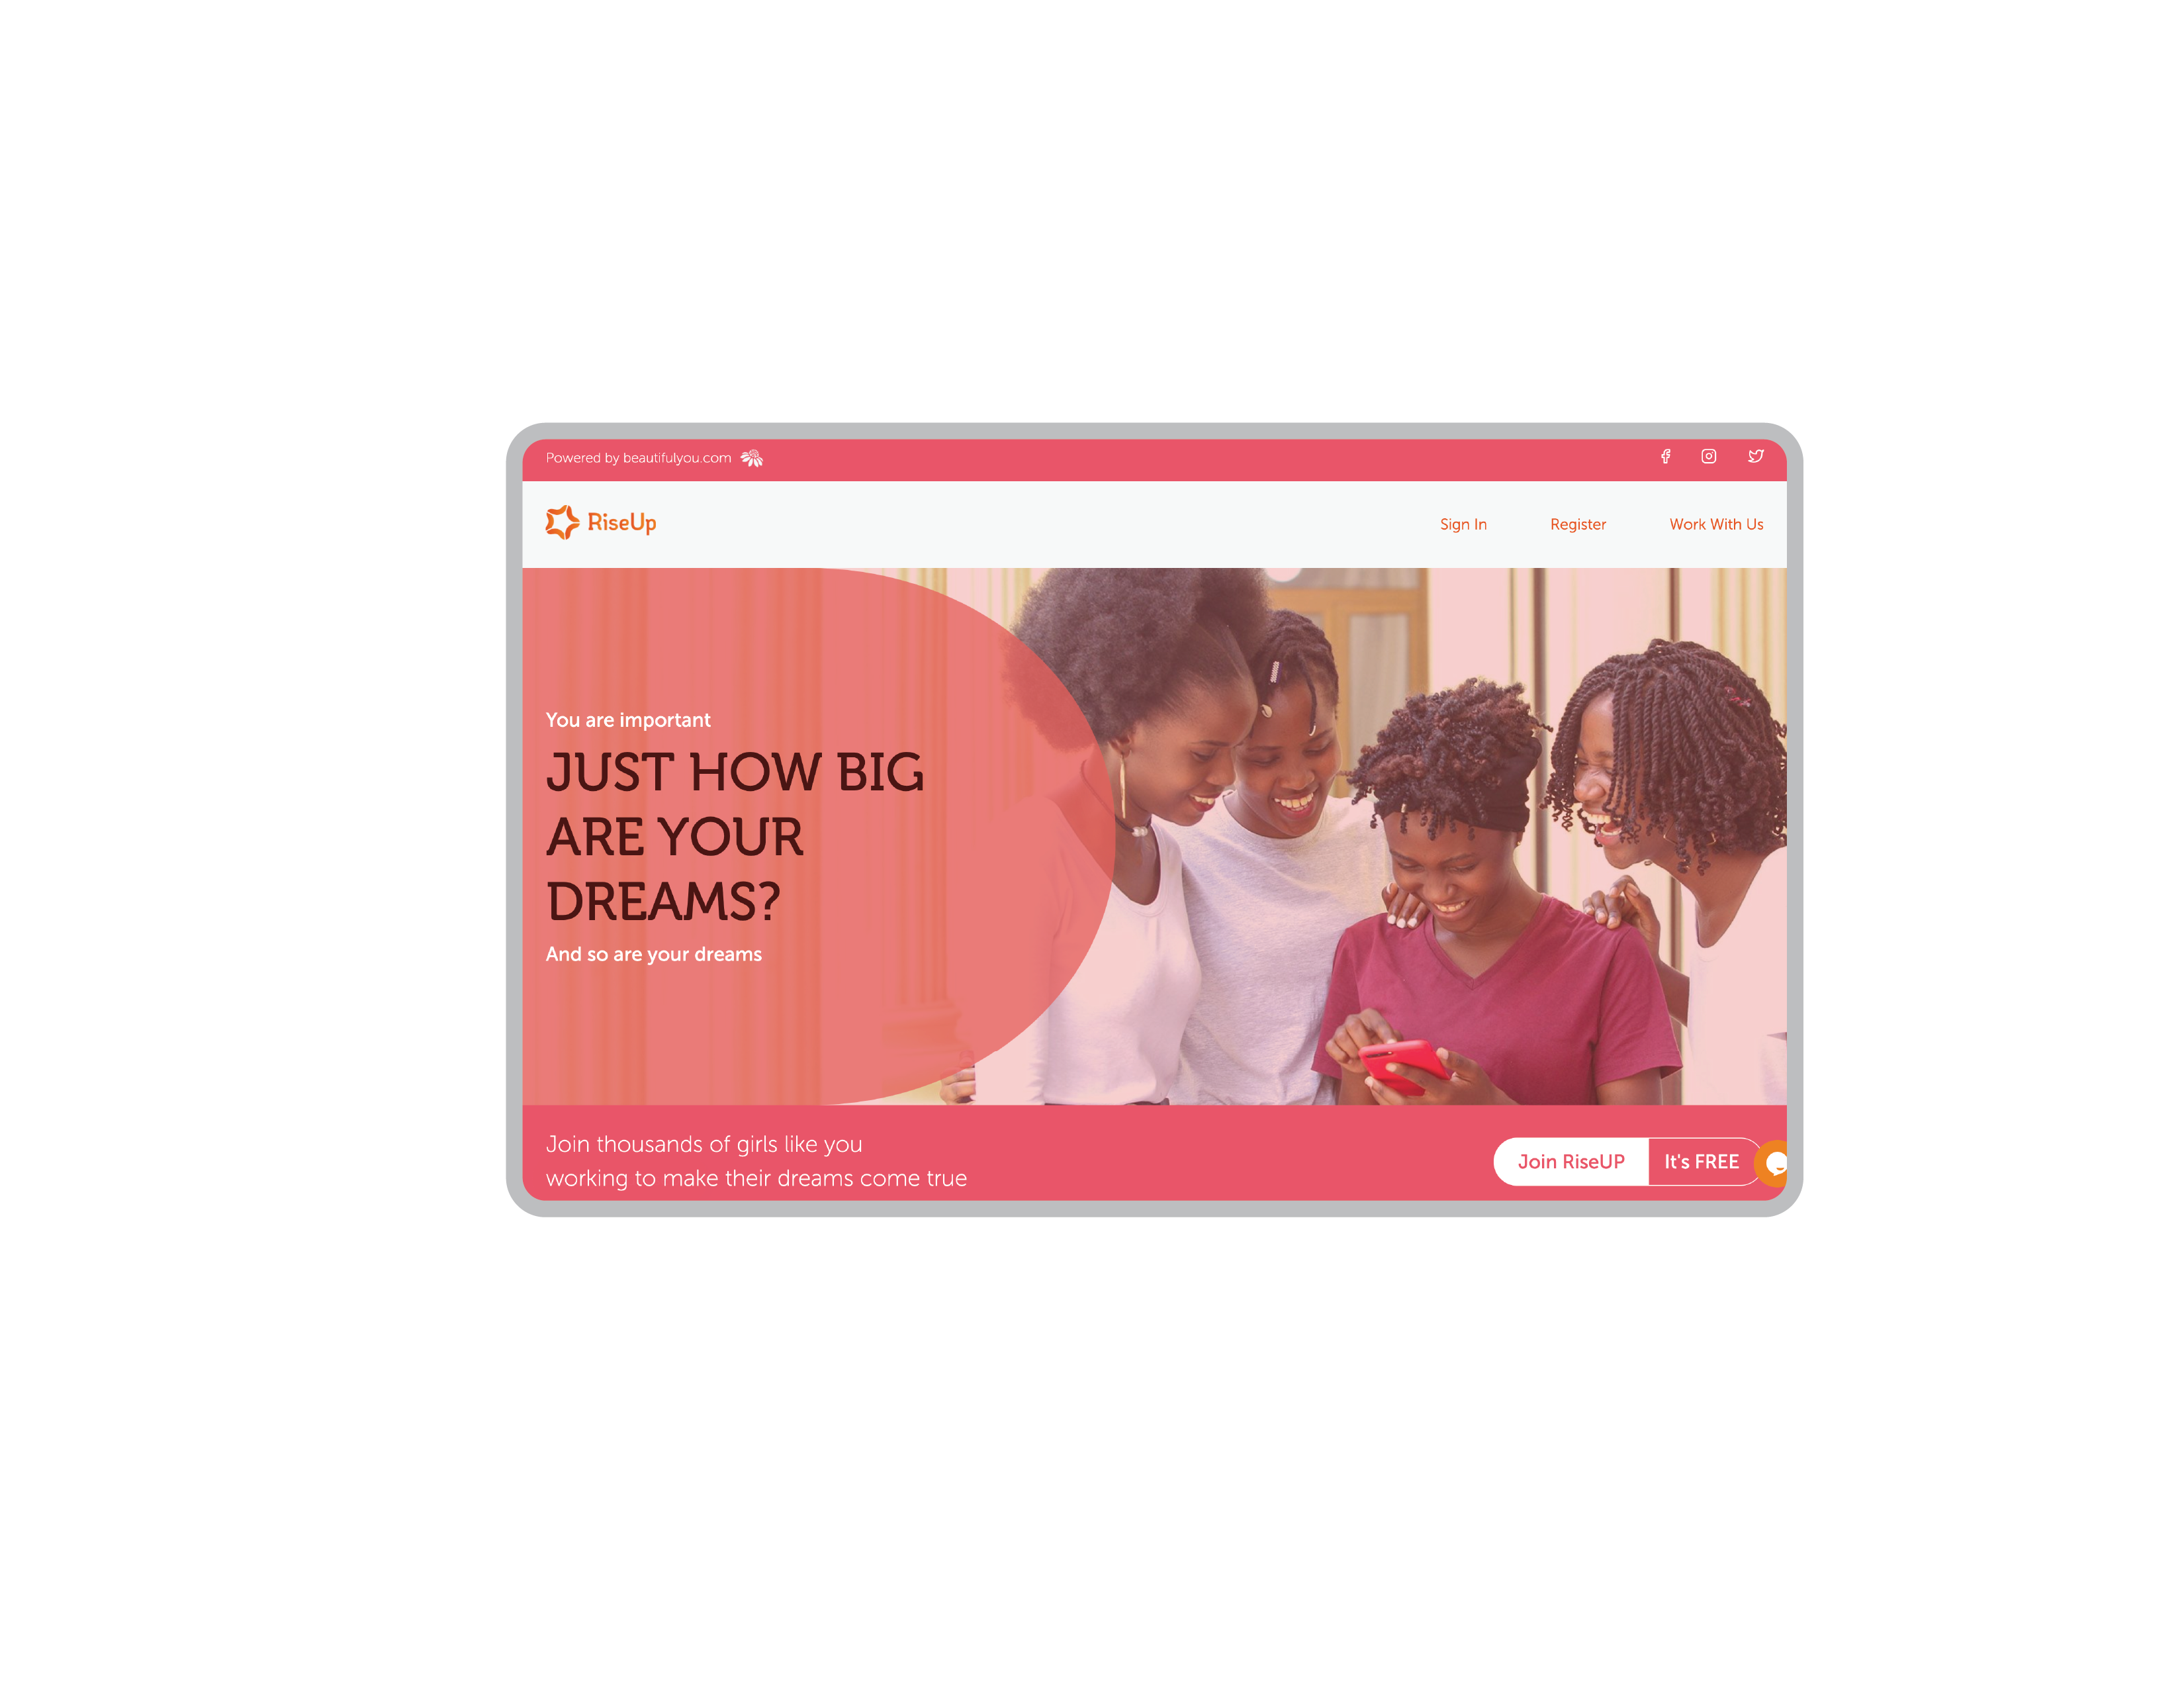 Powered by beautifulyou.com
RiseUp
Sign In
Register
Work With Us
You are important
JUST HOW BIG
ARE YOUR
DREAMS?
And so are your dreams
Join thousands of girls like you
working to make their dreams come true
Join RiseUP
It's FREE